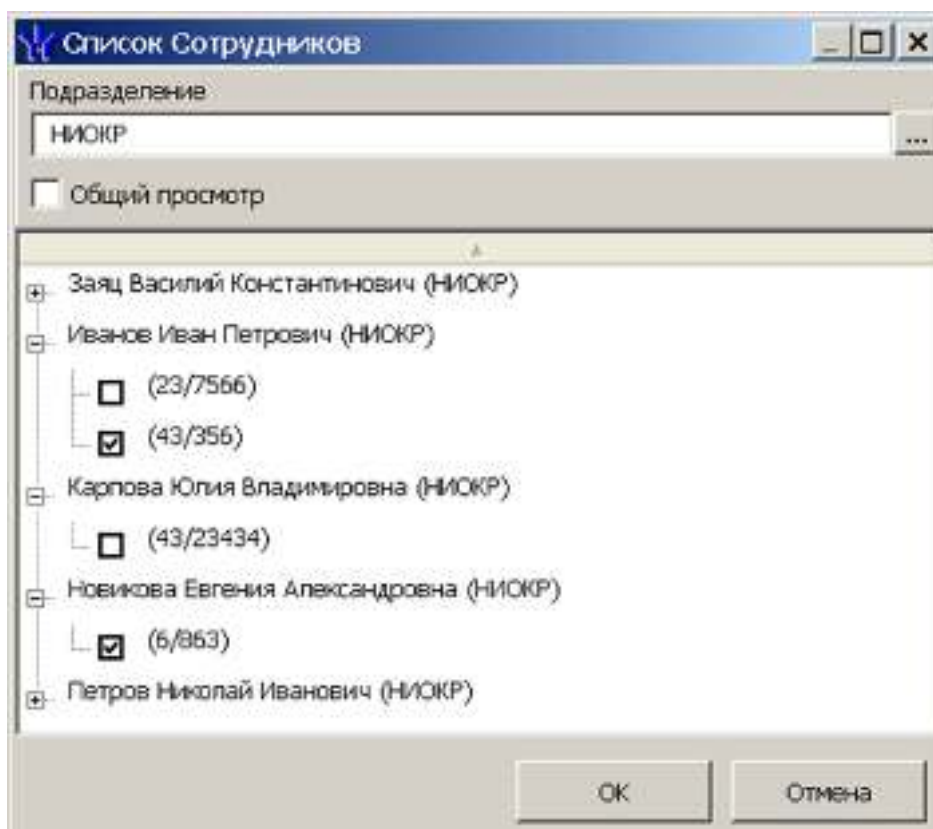 Список Сотрудников
Подразделение
НИОКР
...
Общий просмотр
Заяц Василий Константинович (НИОКР)
Иванов Иван Петрович (НИОКР)
(23/7566)
(43/356)
Карпова Юлия Владимировна (НИОКР)
(43/23434)
Новикова Евгения Александровна (НИОКР)
(6/863)
Петров Николай Иванович (НИОКР)
OK Отмена